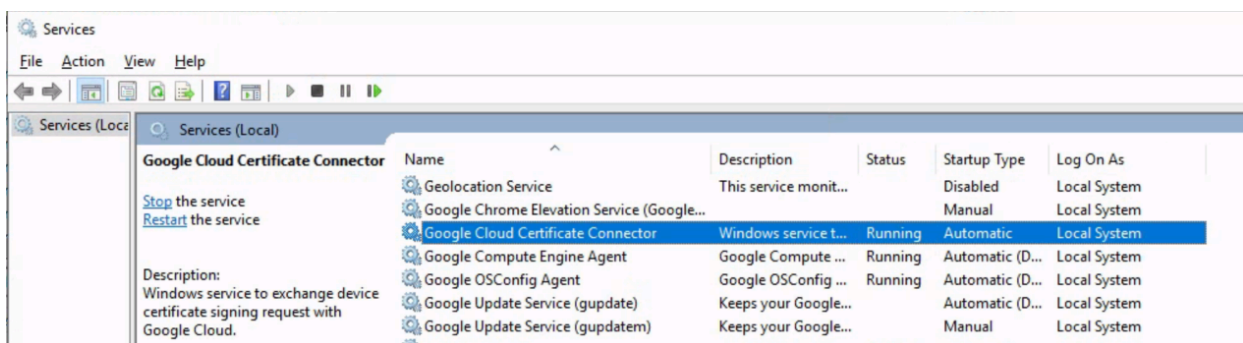 Services
File Action View Help
Services (Loca
Services (Local)
Google Cloud Certificate Connector
Stop the service
Restart the service
Description:
Windows service to exchange device
certificate signing request with
Google Cloud.
Name Description Status Startup Type Log On As
Geolocation Service This service monit... Disabled Local System
Google Chrome Elevation Service (Google... Manual Local System
Google Cloud Certificate Connector Windows service t... Running Automatic Local System
Google Compute Engine Agent Google Compute ... Running Automatic (D... Local System
Google OSConfig Agent Google OSConfig ... Running Automatic (D... Local System
Google Update Service (gupdate) Keeps your Google... Automatic (D... Local System
Google Update Service (gupdatem) Keeps your Google... Manual Local System